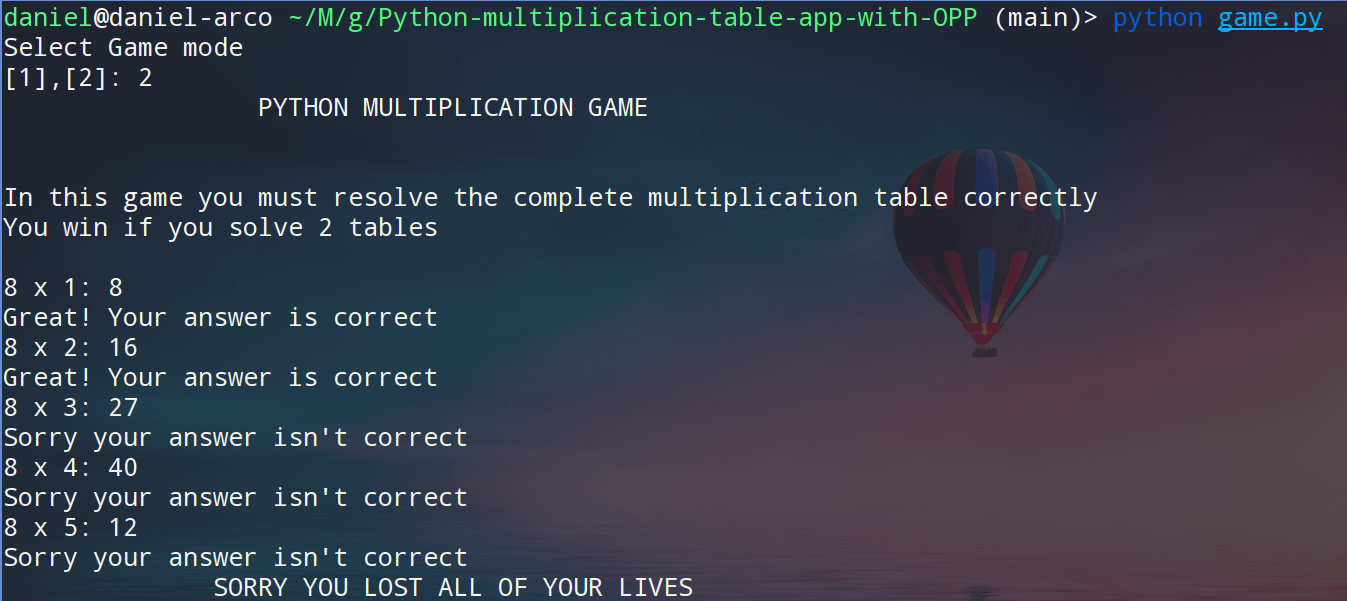 daniel@daniel-arco ~/M/g/Python-multiplication-table-app-with-OPP (main)> python game.py
Select Game mode
[1],[2]: 2
PYTHON MULTIPLICATION GAME
In this game you must resolve the complete multiplication table correctly
You win if you solve 2 tables
8 x 1: 8
Great! Your answer is correct
8 x 2: 16
Great! Your answer is correct
8 x 3: 27
Sorry your answer isn't correct
8 x 4: 40
Sorry your answer isn't correct
8 x 5: 12
Sorry your answer isn't correct
SORRY YOU LOST ALL OF YOUR LIVES